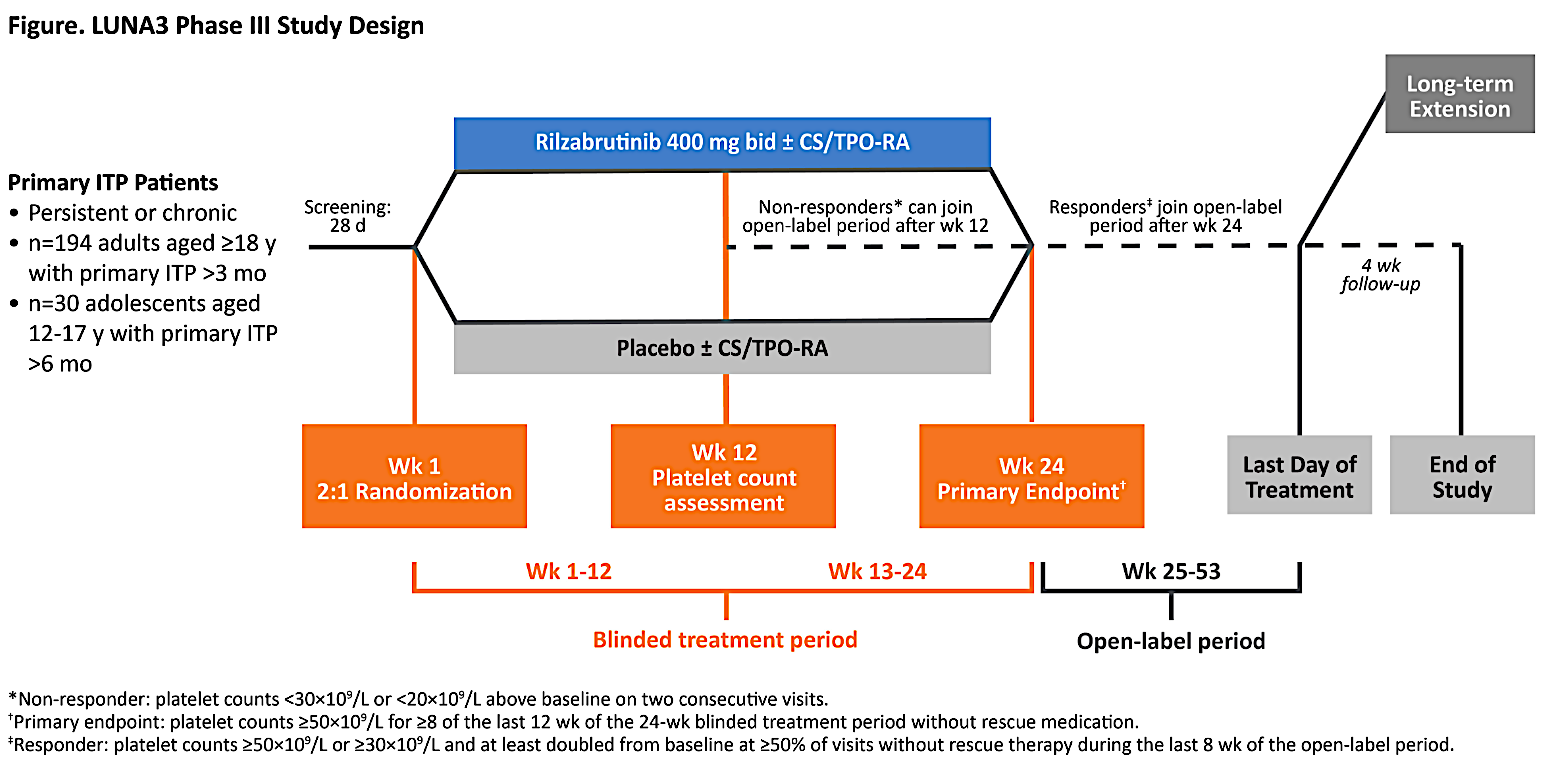 Figure. LUNA3 Phase III Study Design
Primary ITP Patients
• Persistent or chronic
• n=194 adults aged ≥18 y
with primary ITP >3 mo
• n=30 adolescents aged
12-17 y with primary ITP
>6 mo
Screening:
28 d
Rilzabrutinib 400 mg bid ± CS/TPO-RA
Non-responders* can join
open-label period after wk 12
Responders‡ join open-label
period after wk 24
Long-term
Extension
4 wk
follow-up
Placebo ± CS/TPO-RA
Wk 1
2:1 Randomization
Wk 12
Platelet count
assessment
Wk 24
Primary Endpoint†
Last Day of
Treatment
End of
Study
Wk 1-12
Wk 13-24
Wk 25-53
Blinded treatment period
Open-label period
*Non-responder: platelet counts <30×10⁹/L or <20×10⁹/L above baseline on two consecutive visits.
†Primary endpoint: platelet counts ≥50×10⁹/L for ≥8 of the last 12 wk of the 24-wk blinded treatment period without rescue medication.
‡Responder: platelet counts ≥50×10⁹/L or ≥30×10⁹/L and at least doubled from baseline at ≥50% of visits without rescue therapy during the last 8 wk of the open-label period.